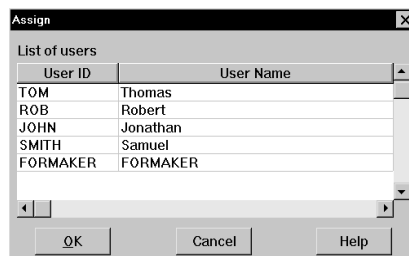 Assign
List of users
User ID User Name
TOM Thomas
ROB Robert
JOHN Jonathan
SMITH Samuel
FORMAKER FORMAKER
OK Cancel Help